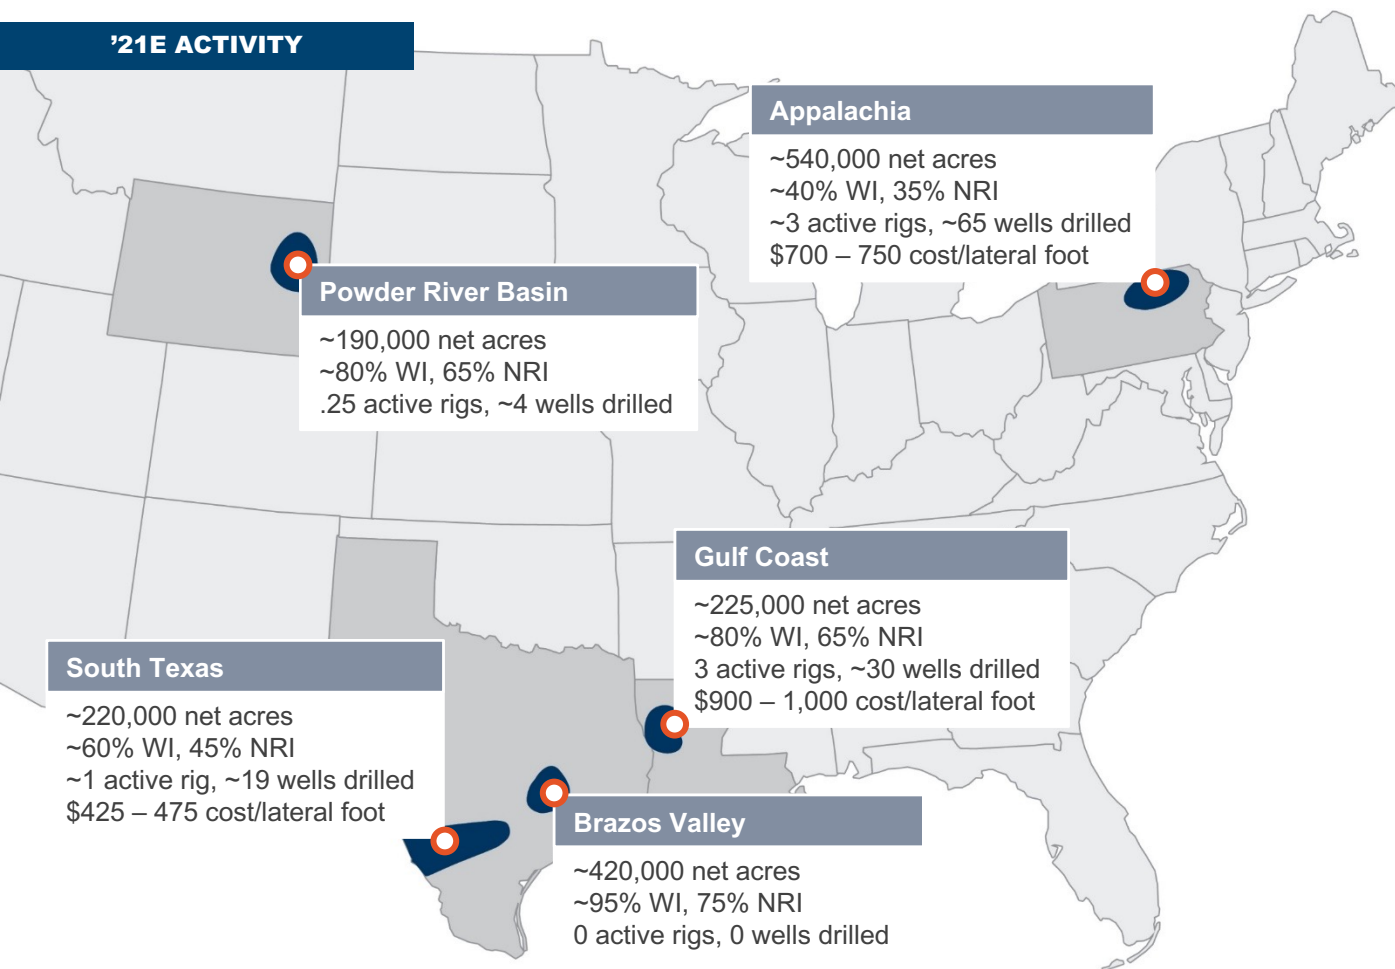 ’21E ACTIVITY
Appalachia
~540,000 net acres
~40% WI, 35% NRI
~3 active rigs, ~65 wells drilled
$700 – 750 cost/lateral foot
Powder River Basin
~190,000 net acres
~80% WI, 65% NRI
.25 active rigs, ~4 wells drilled
Gulf Coast
~225,000 net acres
~80% WI, 65% NRI
3 active rigs, ~30 wells drilled
$900 – 1,000 cost/lateral foot
South Texas
~220,000 net acres
~60% WI, 45% NRI
~1 active rig, ~19 wells drilled
$425 – 475 cost/lateral foot
Brazos Valley
~420,000 net acres
~95% WI, 75% NRI
0 active rigs, 0 wells drilled